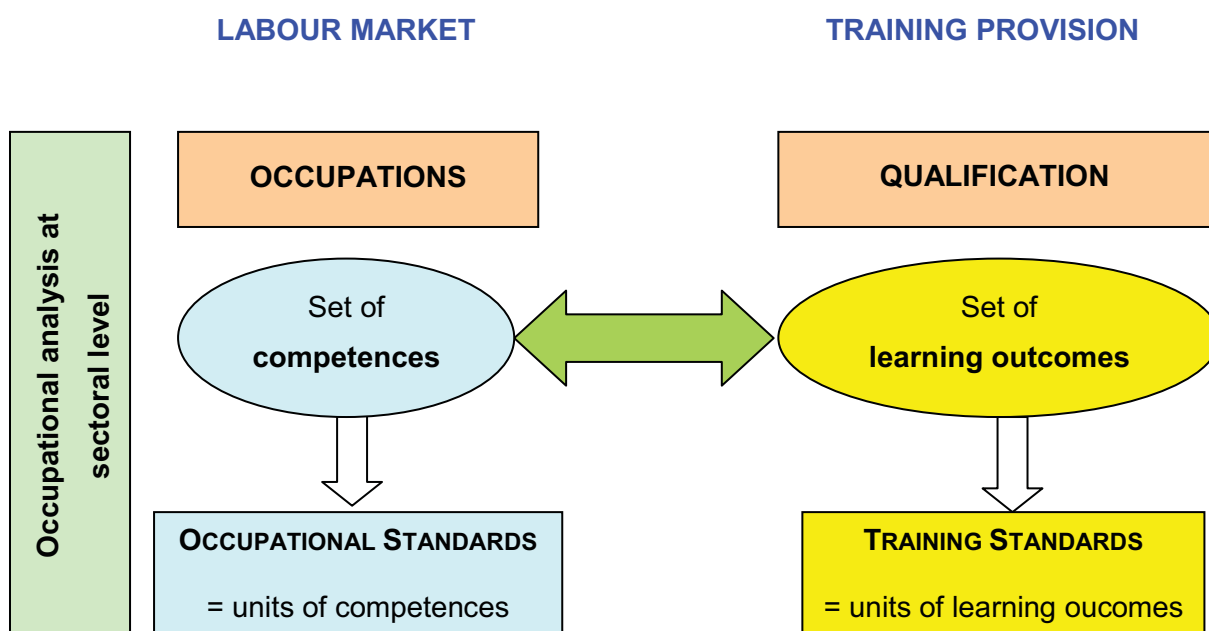 LABOUR MARKET
TRAINING PROVISION
Occupational analysis at
sectoral level
OCCUPATIONS
QUALIFICATION
Set of
competences
Set of
learning outcomes
OCCUPATIONAL STANDARDS
= units of competences
TRAINING STANDARDS
= units of learning oucomes